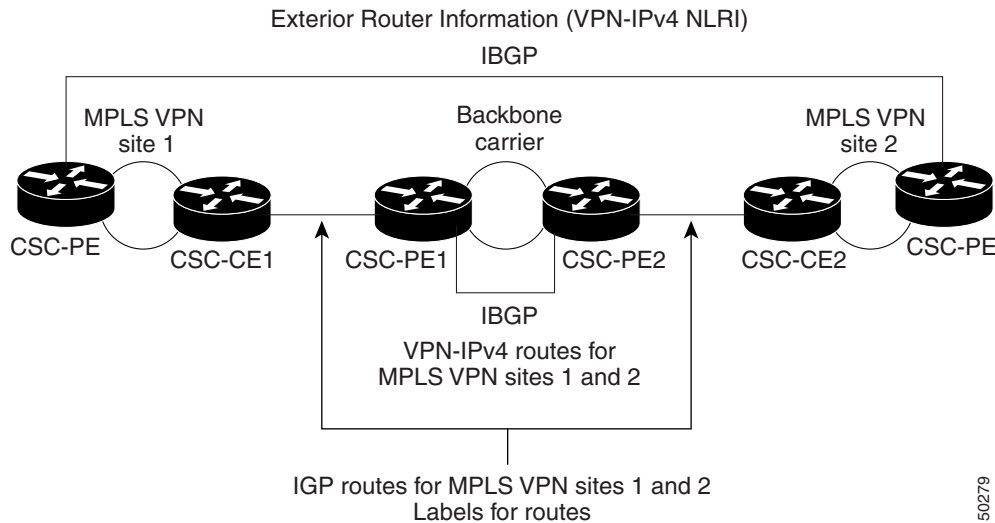 Exterior Router Information (VPN-IPv4 NLRI)
IBGP
MPLS VPN
site 1
Backbone
carrier
MPLS VPN
site 2
CSC-PE
CSC-CE1
CSC-PE1
CSC-PE2
CSC-CE2
CSC-PE
IBGP
VPN-IPv4 routes for
MPLS VPN sites 1 and 2
IGP routes for MPLS VPN sites 1 and 2
Labels for routes
50279